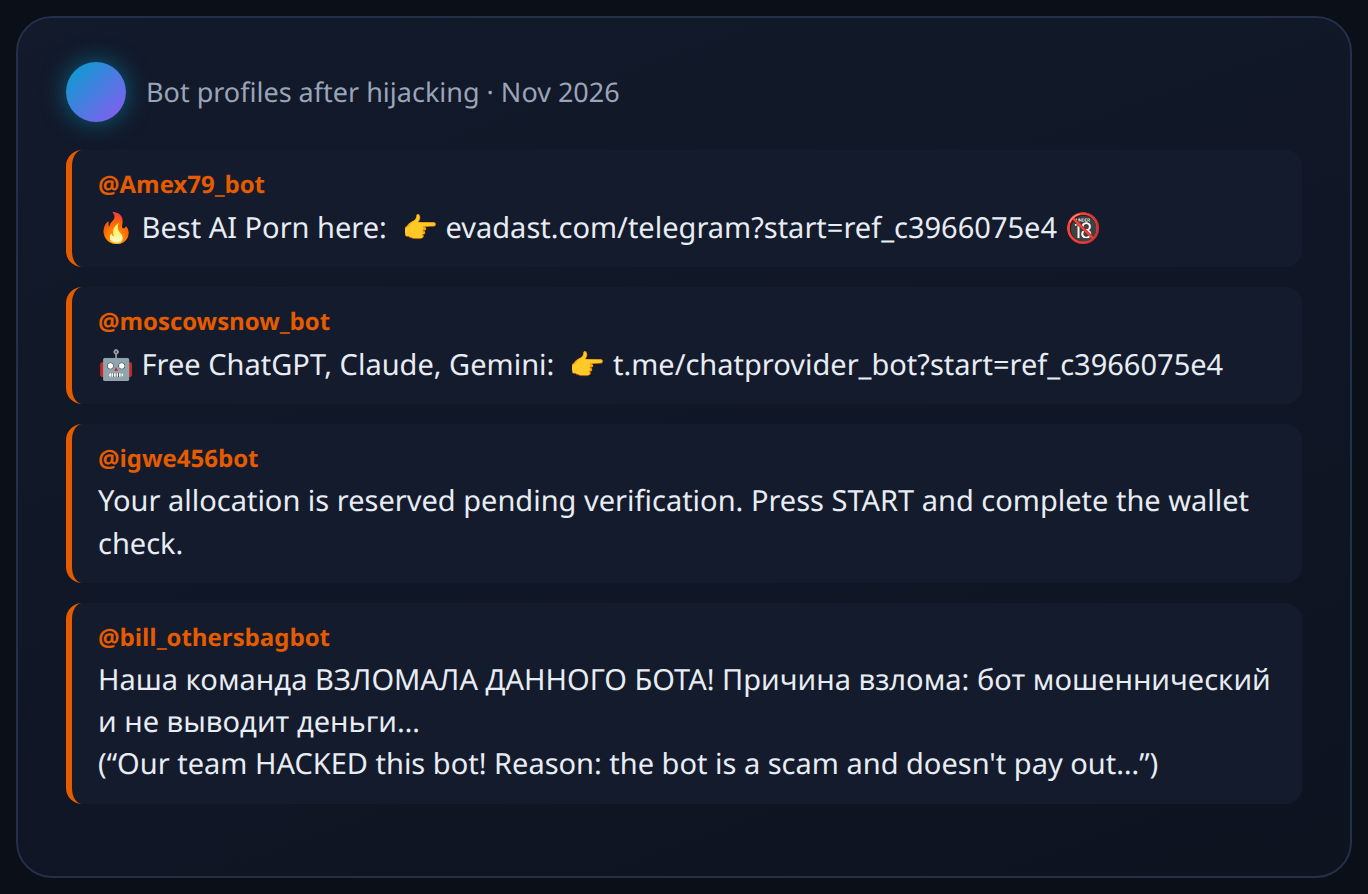 Bot profiles after hijacking · Nov 2026
@Amex79_bot
🔥 Best AI Porn here: 👉 evadast.com/telegram?start=ref_c3966075e4 🔞
@moscowsnow_bot
🤖 Free ChatGPT, Claude, Gemini: 👉 t.me/chatprovider_bot?start=ref_c3966075e4
@igwe456bot
Your allocation is reserved pending verification. Press START and complete the wallet
check.
@bill_othersbagbot
Наша команда ВЗЛОМАЛА ДАННОГО БОТА! Причина взлома: бот мошеннический
и не выводит деньги...
(“Our team HACKED this bot! Reason: the bot is a scam and doesn't pay out...”)